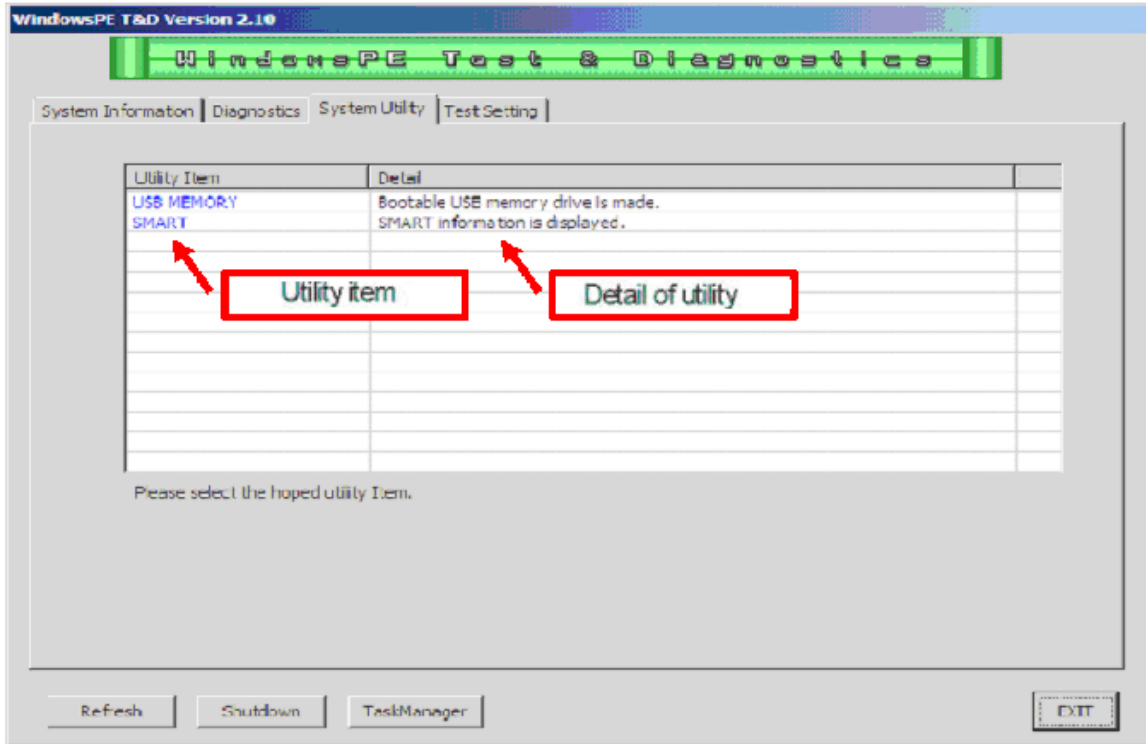 WindowsPE T&D Version 2.10
WindowsPE Test & Diagnostics
System Information Diagnostics System Utility Test Setting
Utility Item Detail
USB MEMORY Bootable USB memory drive is made.
SMART SMART information is displayed.
Utility item Detail of utility
Please select the hoped utility Item.
Refresh Shutdown TaskManager EXIT